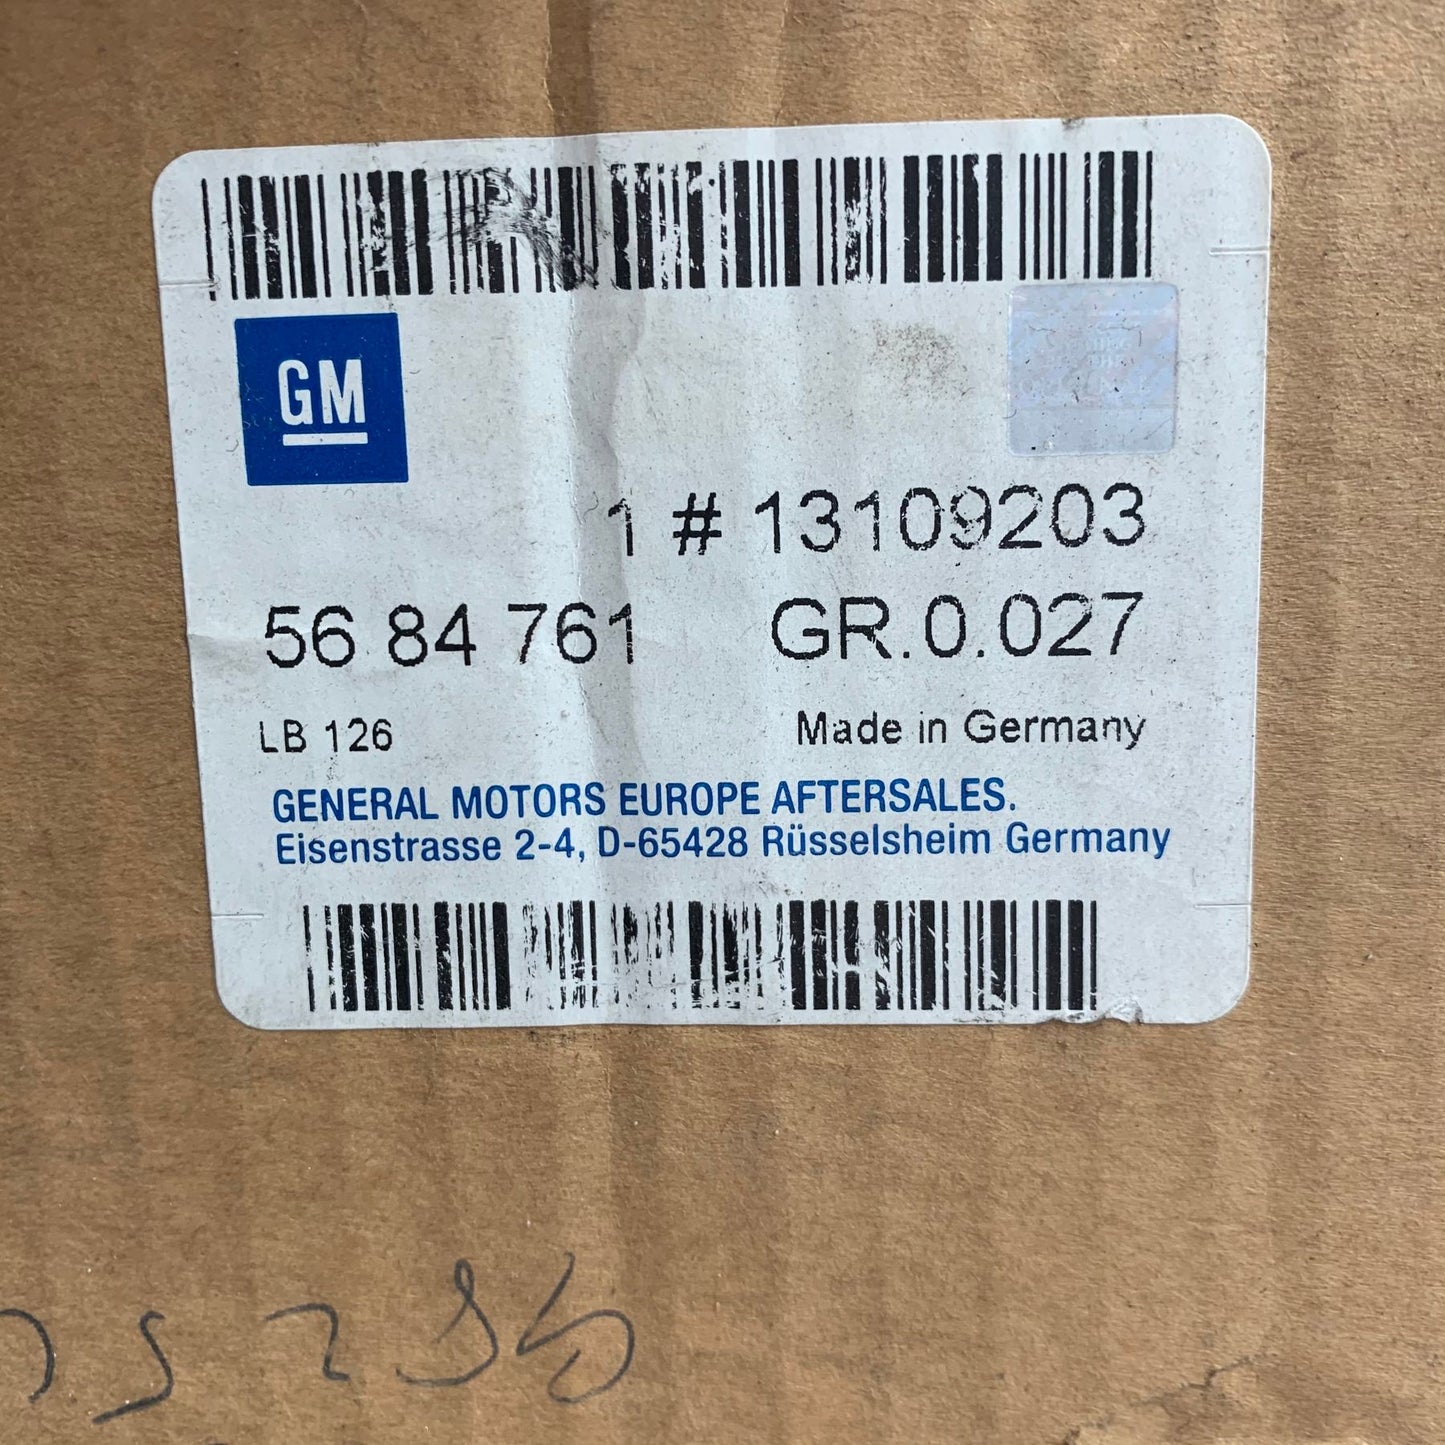 GM
1 # 13109203
56 84 761 GR.0.027
LB 126 Made in Germany
GENERAL MOTORS EUROPE AFTERSALES.
Eisenstrasse 2-4, D-65428 Rüsselsheim Germany